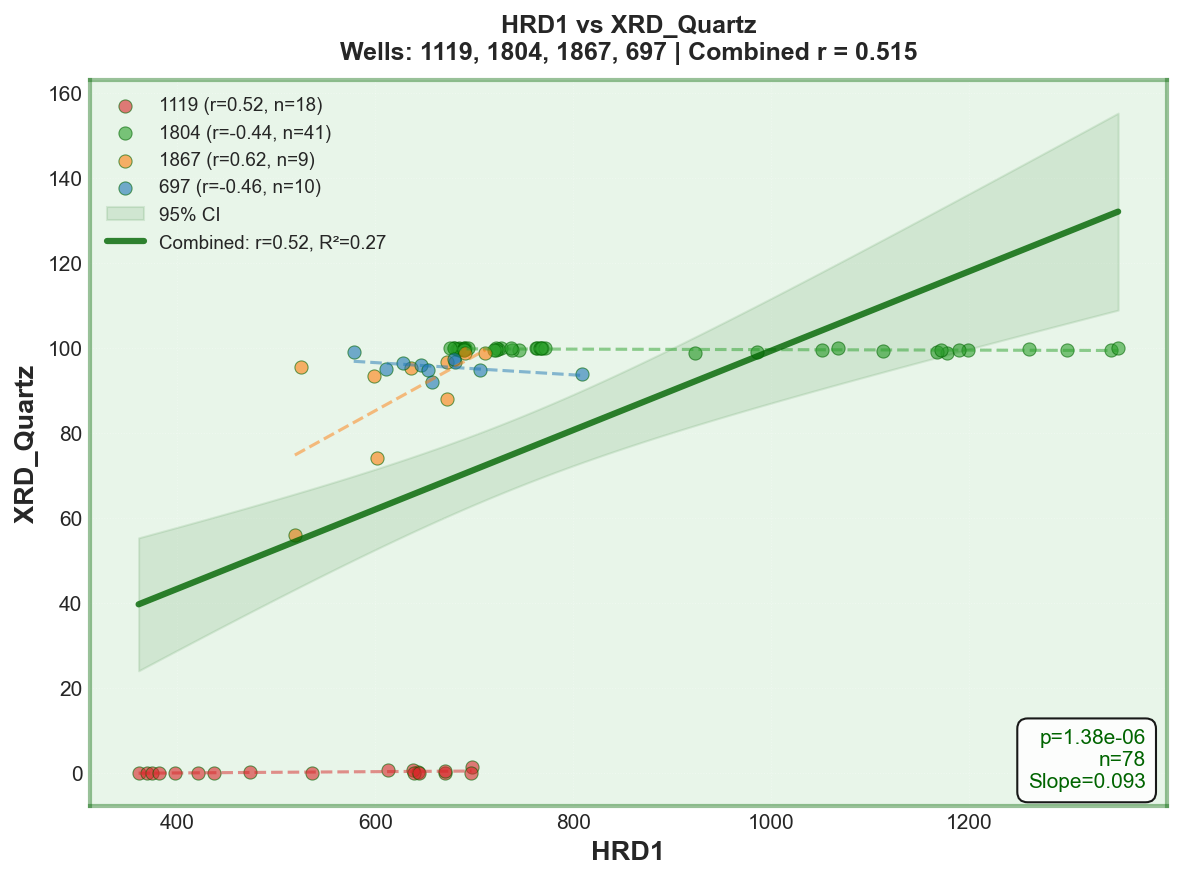 HRD1 vs XRD_Quartz
Wells: 1119, 1804, 1867, 697 | Combined r = 0.515
1119 (r=0.52, n=18)
1804 (r=-0.44, n=41)
1867 (r=0.62, n=9)
697 (r=-0.46, n=10)
95% CI
Combined: r=0.52, R²=0.27
XRD_Quartz
160
140
120
100
80
60
40
20
0
p=1.38e-06
n=78
Slope=0.093
400 600 800 1000 1200
HRD1